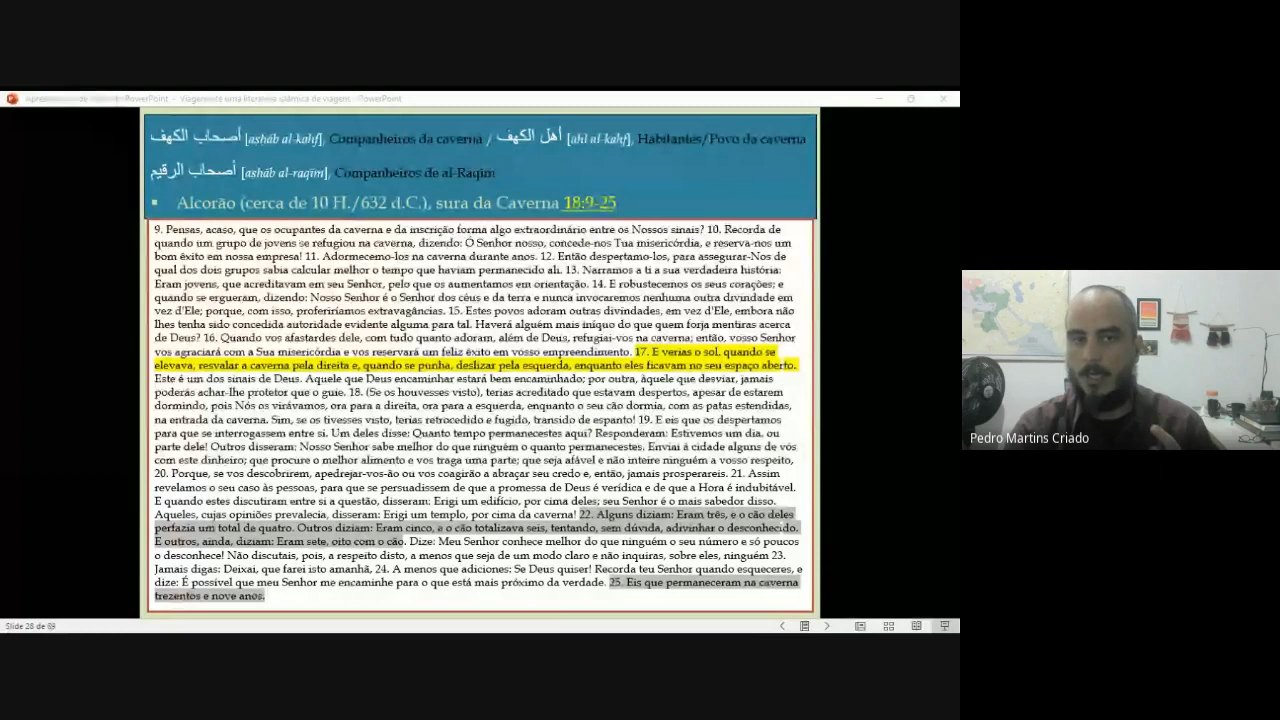 PowerPoint - Viagens e uma literatura islâmica de viagens - PowerPoint
أصحاب الكهف [aṣḥāb al-kahf], Companheiros da caverna / أهل الكهف [ahl al-kahf], Habitantes/Povo da caverna
أصحاب الرقيم [aṣḥāb al-raqīm], Companheiros de al-Raqīm
▪ Alcorão (cerca de 10 H./632 d.C.), sura da Caverna 18:9-25
9. Pensas, acaso, que os ocupantes da caverna e da inscrição forma algo extraordinário entre os Nossos sinais? 10. Recorda de
quando um grupo de jovens se refugiou na caverna, dizendo: Ó Senhor nosso, concede-nos Tua misericórdia, e reserva-nos um
bom êxito em nossa empresa! 11. Adormecemo-los na caverna durante anos. 12. Então despertamo-los, para assegurar-Nos de
qual dos dois grupos sabia calcular melhor o tempo que haviam permanecido ali. 13. Narramos a ti a sua verdadeira história:
Eram jovens, que acreditavam em seu Senhor, pelo que os aumentamos em orientação. 14. E robustecemos os seus corações; e
quando se ergueram, dizendo: Nosso Senhor é o Senhor dos céus e da terra e nunca invocaremos nenhuma outra divindade em
vez d'Ele; porque, com isso, proferiríamos extravagâncias. 15. Estes povos adoram outras divindades, em vez d'Ele, embora não
lhes tenha sido concedida autoridade evidente alguma para tal. Haverá alguém mais iníquo do que quem forja mentiras acerca
de Deus? 16. Quando vos afastardes dele, com tudo quanto adoram, além de Deus, refugiai-vos na caverna; então, vosso Senhor
vos agraciará com a Sua misericórdia e vos reservará um feliz êxito em vosso empreendimento. 17. E verias o sol, quando se
elevava, resvalar a caverna pela direita e, quando se punha, deslizar pela esquerda, enquanto eles ficavam no seu espaço aberto.
Este é um dos sinais de Deus. Aquele que Deus encaminhar estará bem encaminhado; por outra, àquele que desviar, jamais
poderás achar-lhe protetor que o guie. 18. (Se os houvesses visto), terias acreditado que estavam despertos, apesar de estarem
dormindo, pois Nós os virávamos, ora para a direita, ora para a esquerda, enquanto o seu cão dormia, com as patas estendidas,
na entrada da caverna. Sim, se os tivesses visto, terias retrocedido e fugido, transido de espanto! 19. E eis que os despertamos
para que se interrogassem entre si. Um deles disse: Quanto tempo permanecestes aqui? Responderam: Estivemos um dia, ou
parte dele! Outros disseram: Nosso Senhor sabe melhor do que ninguém o quanto permanecestes. Enviai à cidade alguns de vós
com este dinheiro; que procure o melhor alimento e vos traga uma parte; que seja afável e não inteire ninguém a vosso respeito,
20. Porque, se vos descobrirem, apedrejar-vos-ão ou vos coagirão a abraçar seu credo e, então, jamais prosperareis. 21. Assim
revelamos o seu caso às pessoas, para que se persuadissem de que a promessa de Deus é verídica e de que a Hora é indubitável.
E quando estes discutiram entre si a questão, disseram: Erigi um edifício, por cima deles; seu Senhor é o mais sabedor disso.
Aqueles, cujas opiniões prevalecia, disseram: Erigi um templo, por cima da caverna! 22. Alguns diziam: Eram três, e o cão deles
perfazia um total de quatro. Outros diziam: Eram cinco, e o cão totalizava seis, tentando, sem dúvida, adivinhar o desconhecido.
E outros, ainda, diziam: Eram sete, oito com o cão. Dize: Meu Senhor conhece melhor do que ninguém o seu número e só poucos
o desconhece! Não discutais, pois, a respeito disto, a menos que seja de um modo claro e não inquiras, sobre eles, ninguém 23.
Jamais digas: Deixai, que farei isto amanhã, 24. A menos que adiciones: Se Deus quiser! Recorda teu Senhor quando esqueceres, e
dize: É possível que meu Senhor me encaminhe para o que está mais próximo da verdade. 25. Eis que permaneceram na caverna
trezentos e nove anos.
Slide 28 de
Pedro Martins Criado